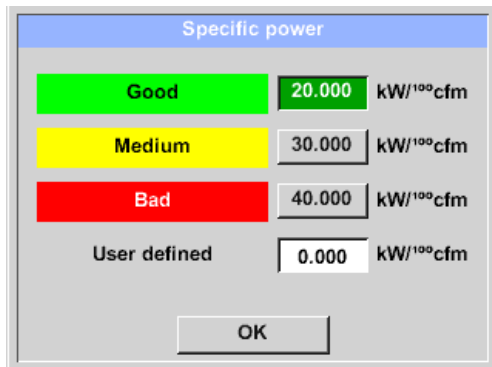 Specific power
Good 20.000 kW/¹⁰⁰cfm
Medium 30.000 kW/¹⁰⁰cfm
Bad 40.000 kW/¹⁰⁰cfm
User defined 0.000 kW/¹⁰⁰cfm
OK